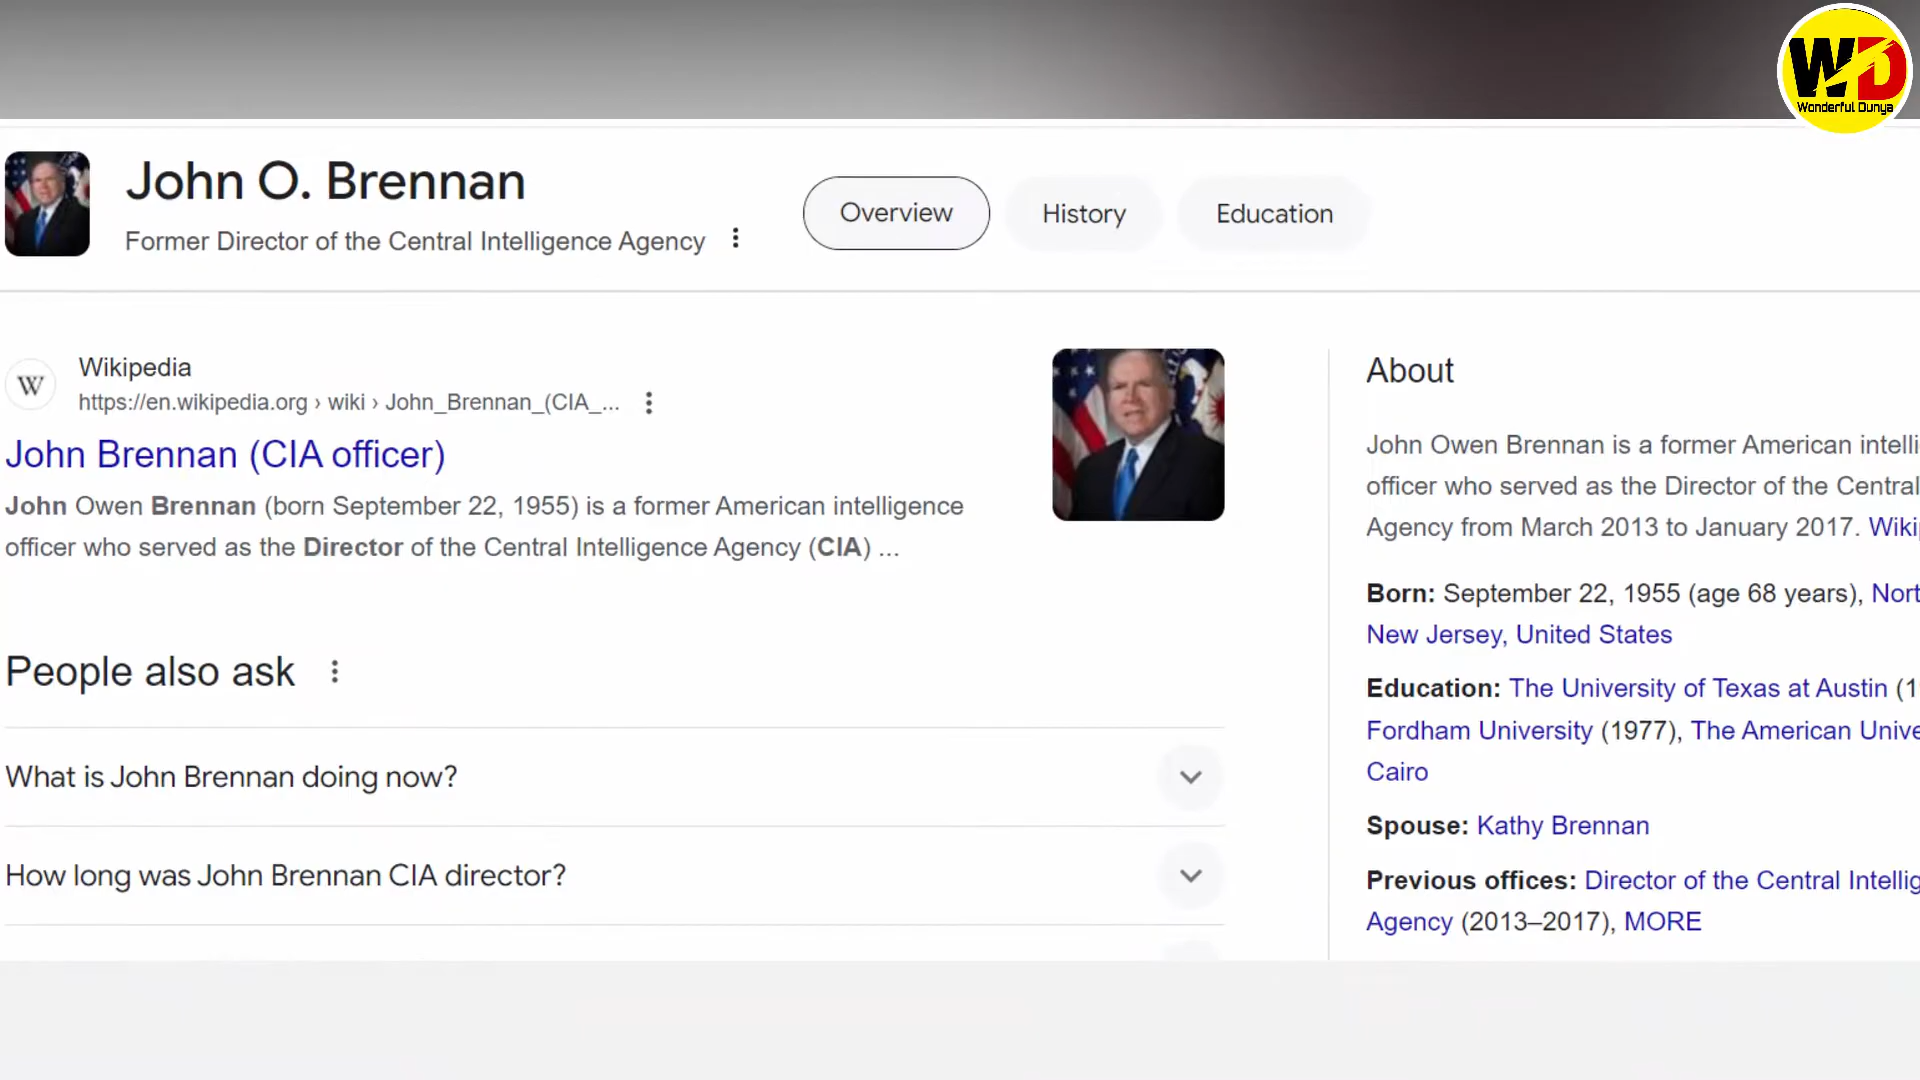 WD
Wonderful Dunya
John O. Brennan
Former Director of the Central Intelligence Agency
Overview
History
Education
W
Wikipedia
https://en.wikipedia.org › wiki › John_Brennan_(CIA_...
John Brennan (CIA officer)
John Owen Brennan (born September 22, 1955) is a former American intelligence
officer who served as the Director of the Central Intelligence Agency (CIA) ...
People also ask
What is John Brennan doing now?
How long was John Brennan CIA director?
About
John Owen Brennan is a former American intelli
officer who served as the Director of the Central
Agency from March 2013 to January 2017. Wiki
Born: September 22, 1955 (age 68 years), Nort
New Jersey, United States
Education: The University of Texas at Austin (1
Fordham University (1977), The American Unive
Cairo
Spouse: Kathy Brennan
Previous offices: Director of the Central Intellig
Agency (2013–2017), MORE